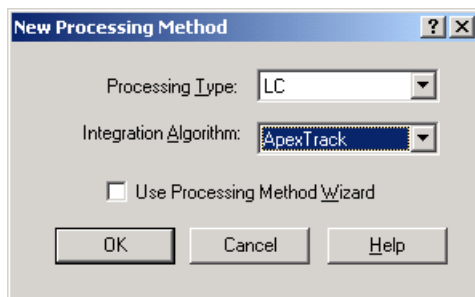 New Processing Method
Processing Type: LC
Integration Algorithm: ApexTrack
Use Processing Method Wizard
OK Cancel Help